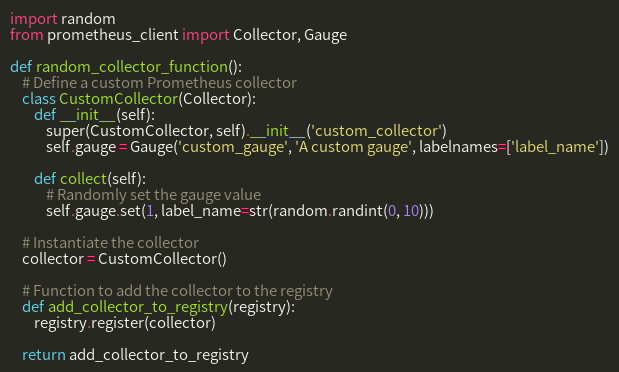 import random
from prometheus_client import Collector, Gauge
def random_collector_function():
# Define a custom Prometheus collector
class CustomCollector(Collector):
def __init__(self):
super(CustomCollector, self).__init__('custom_collector')
self.gauge = Gauge('custom_gauge', 'A custom gauge', labelnames=['label_name'])
def collect(self):
# Randomly set the gauge value
self.gauge.set(1, label_name=str(random.randint(0, 10)))
# Instantiate the collector
collector = CustomCollector()
# Function to add the collector to the registry
def add_collector_to_registry(registry):
registry.register(collector)
return add_collector_to_registry